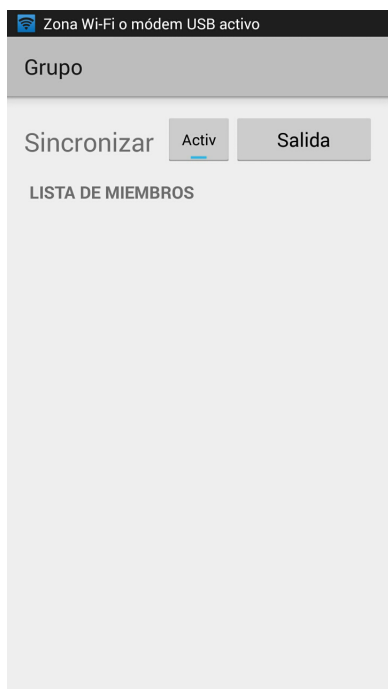 Zona Wi-Fi o módem USB activo
Grupo
Sincronizar Activ Salida
LISTA DE MIEMBROS